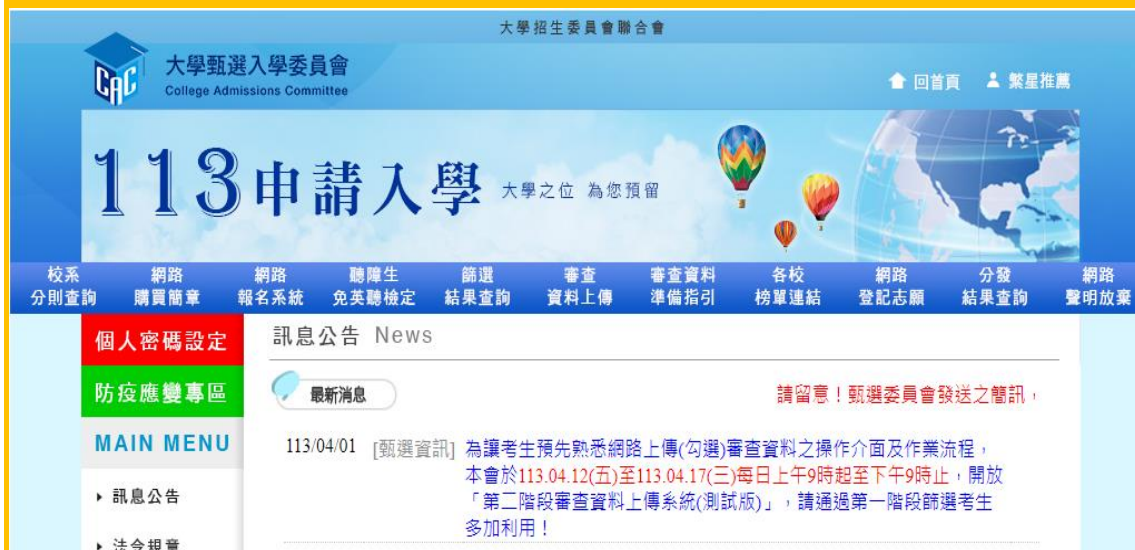 大學招生委員會聯合會
CAC
大學甄選入學委員會
College Admissions Committee
回首頁 繁星推薦
113申請入學 大學之位 為您預留
校系 網路 網路 聽障生 篩選 審查 審查資料 各校 網路 分發 網路
分則查詢 購買簡章 報名系統 免英聽檢定 結果查詢 資料上傳 準備指引 榜單連結 登記志願 結果查詢 聲明放棄
個人密碼設定
防疫應變專區
MAIN MENU
訊息公告
訊息公告 News
最新消息
請留意！甄選委員會發送之簡訊，
113/04/01 [甄選資訊] 為讓考生預先熟悉網路上傳(勾選)審查資料之操作介面及作業流程，
本會於113.04.12(五)至113.04.17(三)每日上午9時起至下午9時止，開放
「第二階段審查資料上傳系統(測試版)」，請通過第一階段篩選考生
多加利用！